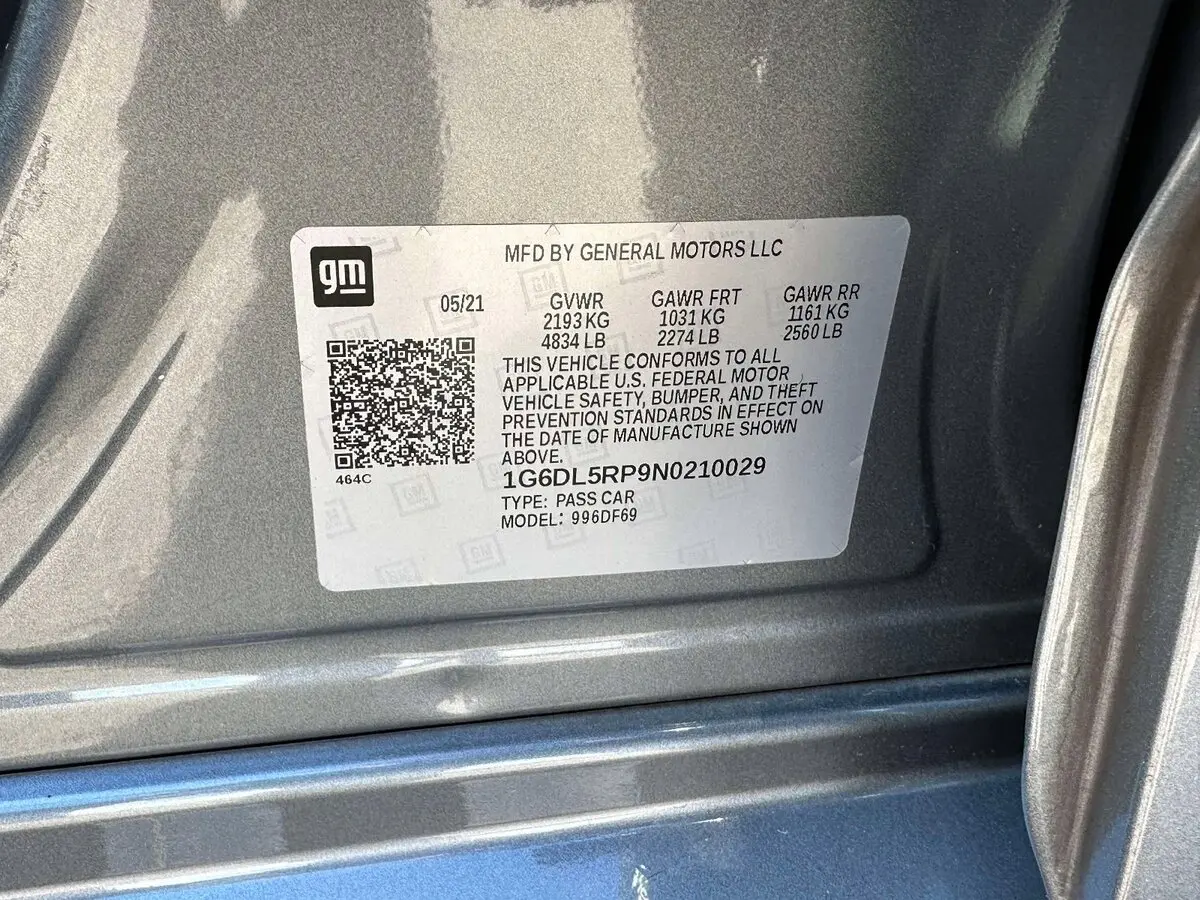 gm
MFD BY GENERAL MOTORS LLC
05/21
GVWR
2193 KG
4834 LB
GAWR FRT
1031 KG
2274 LB
GAWR RR
1161 KG
2560 LB
THIS VEHICLE CONFORMS TO ALL
APPLICABLE U.S. FEDERAL MOTOR
VEHICLE SAFETY, BUMPER, AND THEFT
PREVENTION STANDARDS IN EFFECT ON
THE DATE OF MANUFACTURE SHOWN
ABOVE.
464C
1G6DL5RP9N0210029
TYPE: PASS CAR
MODEL: 996DF69